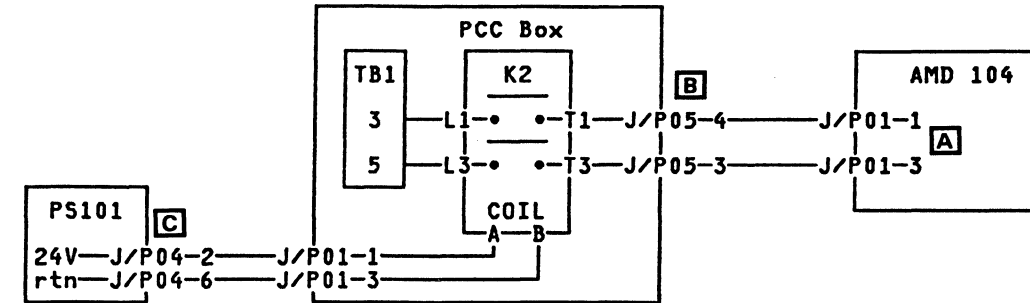 PCC Box
TB1 K2 B AMD 104
3 L1 T1 J/P05-4 J/P01-1
A
5 L3 T3 J/P05-3 J/P01-3
PS101 C COIL
A B
24V J/P04-2 J/P01-1
rtn J/P04-6 J/P01-3